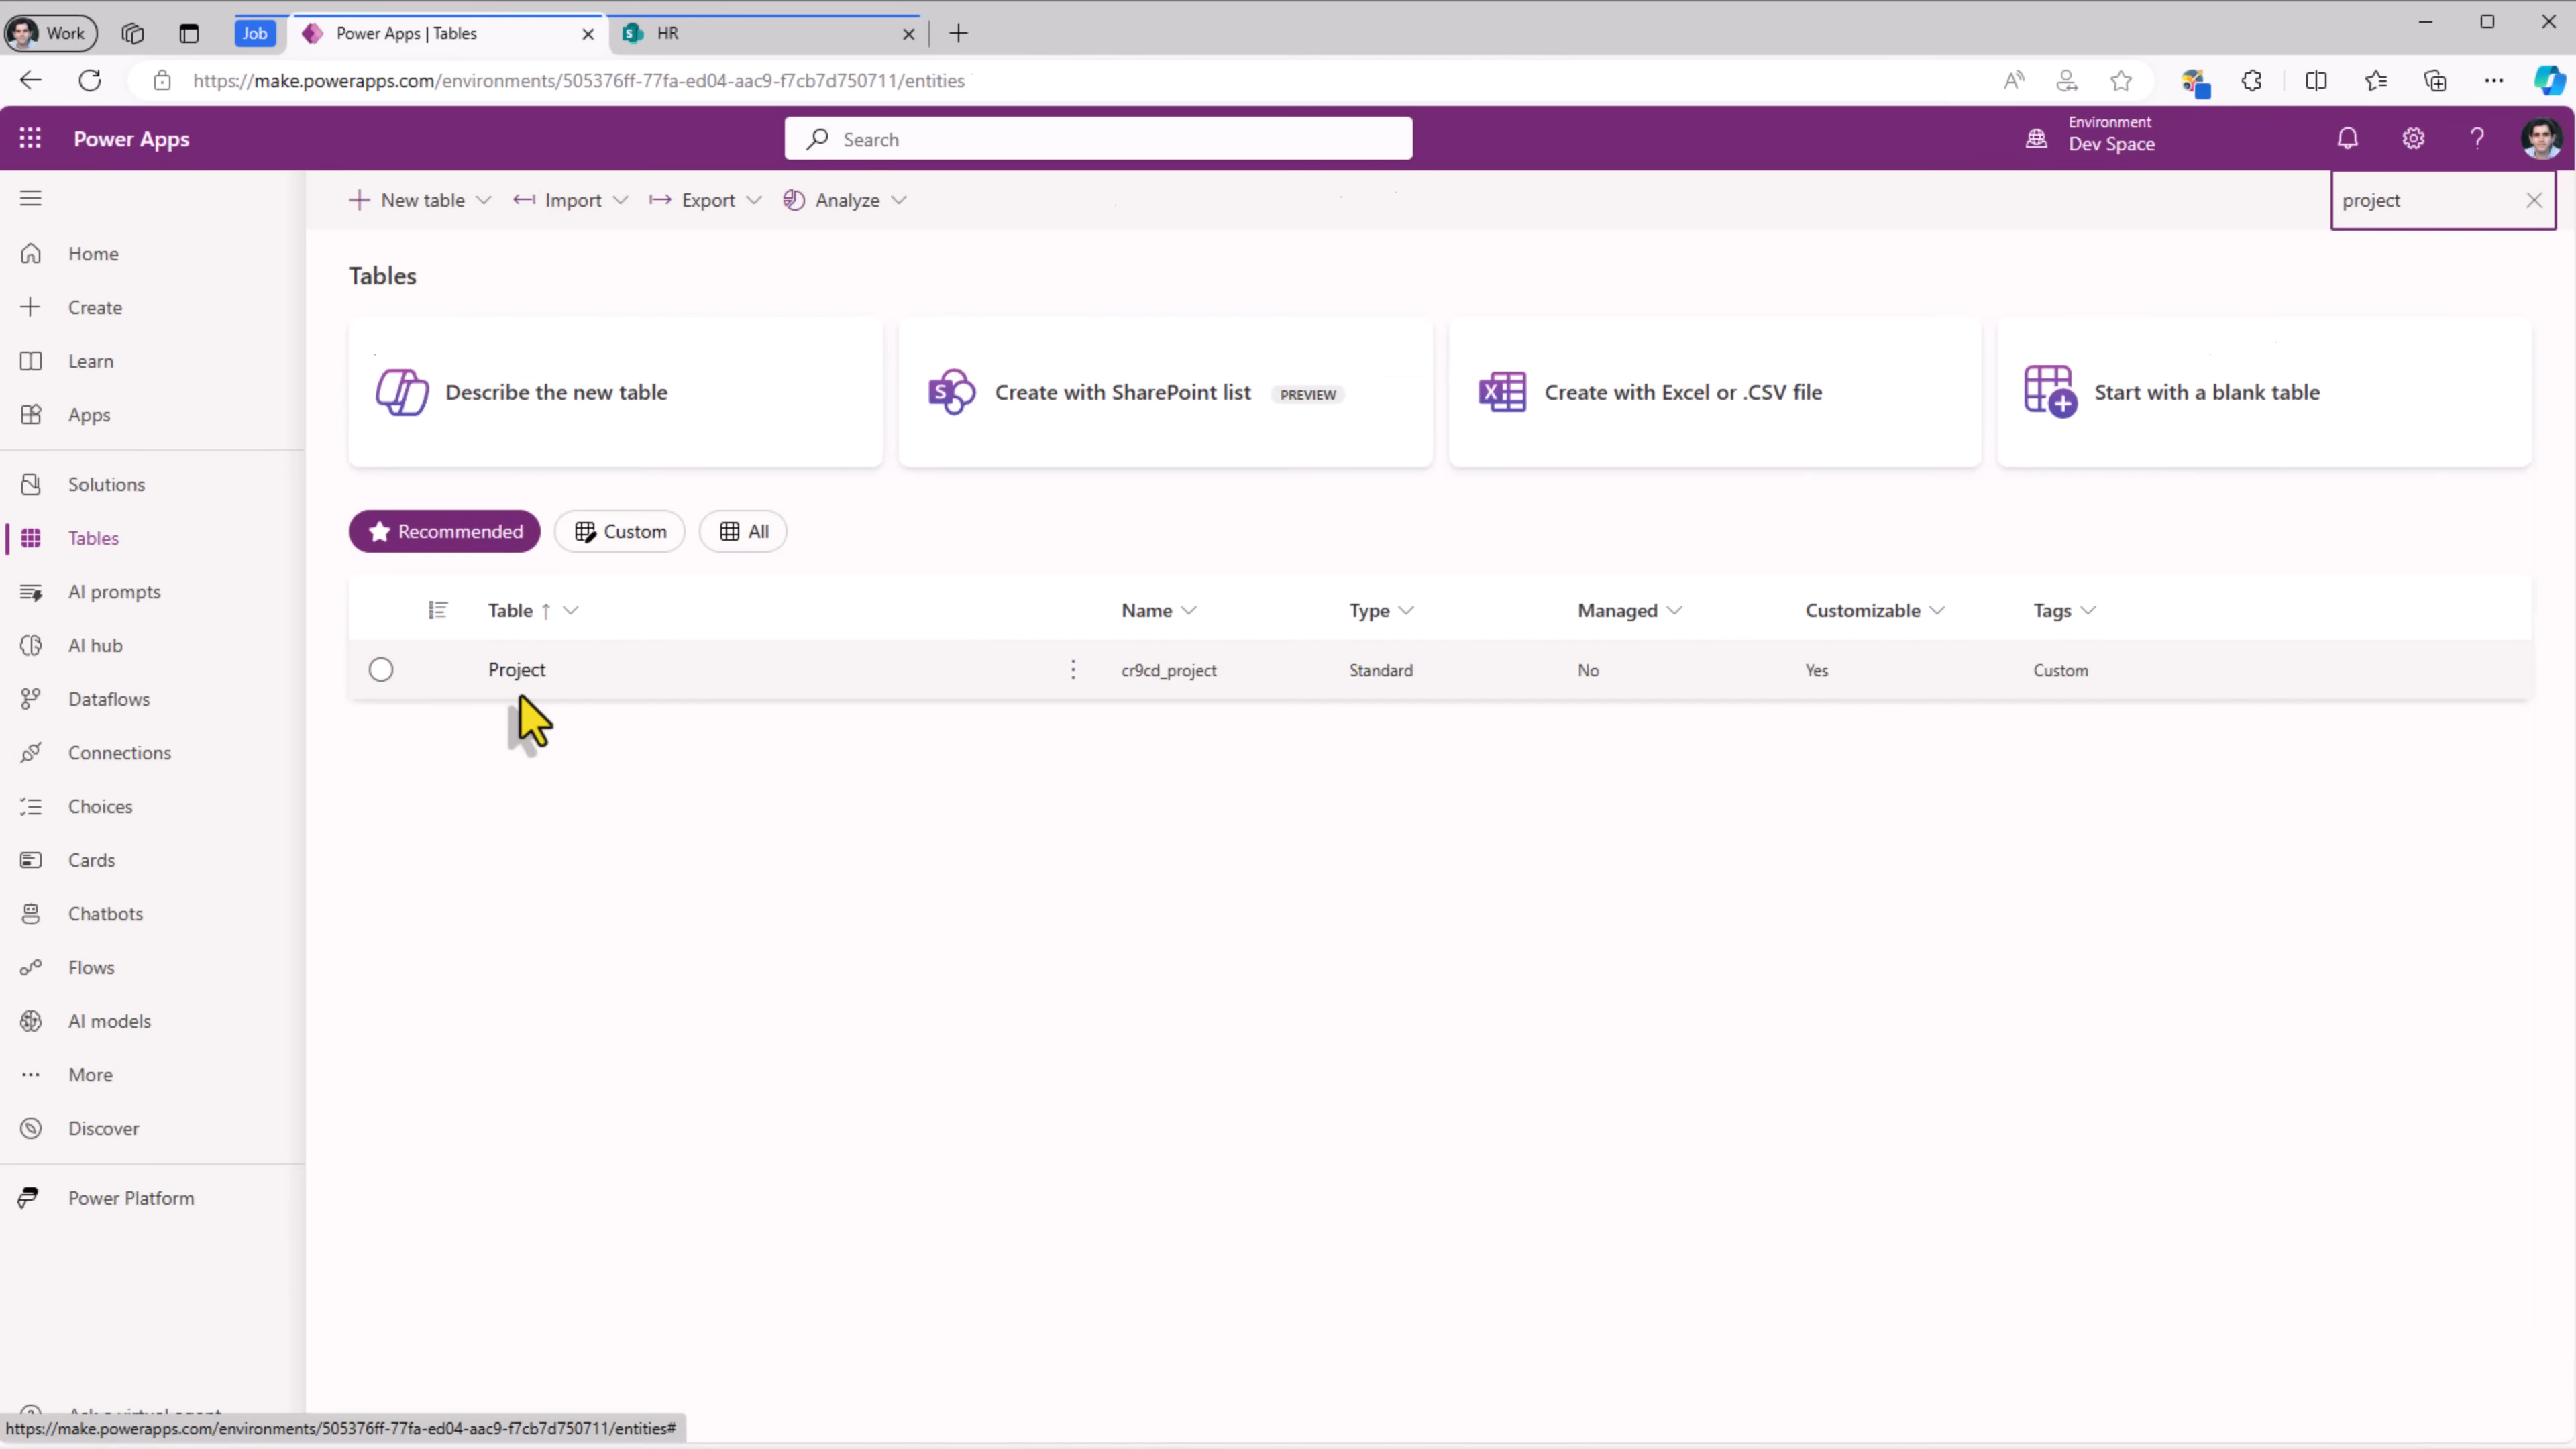 Work
Job
Power Apps | Tables
HR
https://make.powerapps.com/environments/505376ff-77fa-ed04-aac9-f7cb7d750711/entities
Power Apps
Search
Environment
Dev Space
New table
Import
Export
Analyze
project
Home
Create
Learn
Apps
Solutions
Tables
AI prompts
AI hub
Dataflows
Connections
Choices
Cards
Chatbots
Flows
AI models
More
Discover
Power Platform
Tables
Describe the new table
Create with SharePoint list PREVIEW
Create with Excel or .CSV file
Start with a blank table
Recommended
Custom
All
Table Name Type Managed Customizable Tags
Project cr9cd_project Standard No Yes Custom
https://make.powerapps.com/environments/505376ff-77fa-ed04-aac9-f7cb7d750711/entities#